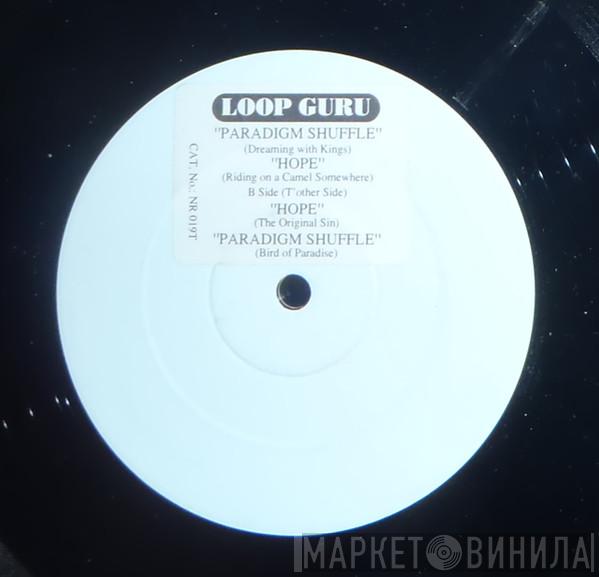 LOOP GURU
"PARADIGM SHUFFLE"
(Dreaming with Kings)
"HOPE"
(Riding on a Camel Somewhere)
B Side (T'other Side)
"HOPE"
(The Original Sin)
"PARADIGM SHUFFLE"
(Bird of Paradise)
CAT. No.: NR 019T
МАРКЕТ ВИНИЛА